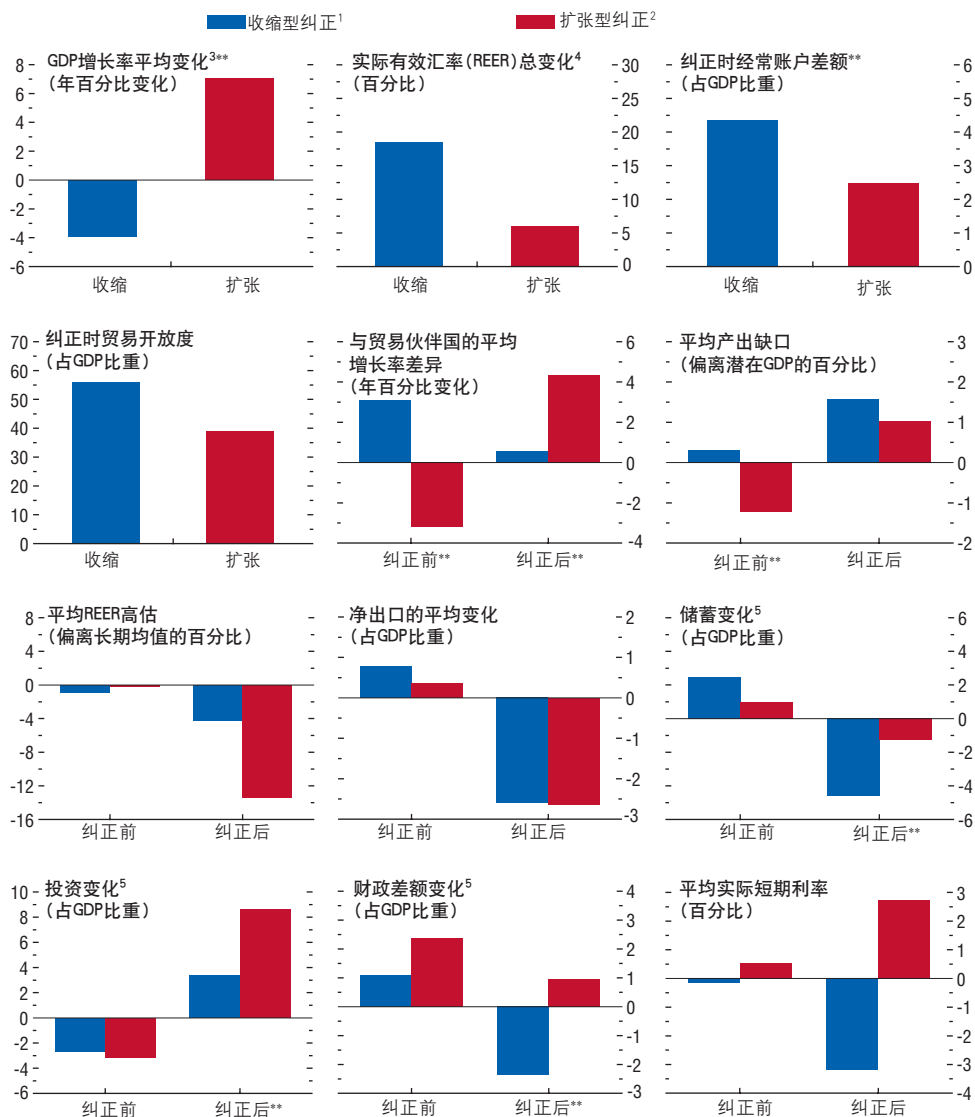 收缩型纠正1
扩张型纠正2
GDP增长率平均变化3**
(年百分比变化)
8
6
4
2
0
-2
-4
-6
收缩
扩张
实际有效汇率(REER)总变化4
(百分比)
30
25
20
15
10
5
0
收缩
扩张
纠正时经常账户差额**
(占GDP比重)
6
5
4
3
2
1
0
收缩
扩张
纠正时贸易开放度
(占GDP比重)
70
60
50
40
30
20
10
0
收缩
扩张
与贸易伙伴国的平均
增长率差异
(年百分比变化)
6
4
2
0
-2
-4
纠正前**
纠正后**
平均产出缺口
(偏离潜在GDP的百分比)
3
2
1
0
-1
-2
纠正前**
纠正后
平均REER高估
(偏离长期均值的百分比)
8
4
0
-4
-8
-12
-16
纠正前
纠正后
净出口的平均变化
(占GDP比重)
2
1
0
-1
-2
-3
纠正前
纠正后
储蓄变化5
(占GDP比重)
6
4
2
0
-2
-4
-6
纠正前
纠正后**
投资变化5
(占GDP比重)
10
8
6
4
2
0
-2
-4
-6
纠正前
纠正后**
财政差额变化5
(占GDP比重)
4
3
2
1
0
-1
-2
-3
纠正前
纠正后**
平均实际短期利率
(百分比)
3
2
1
0
-1
-2
-3
-4
纠正前
纠正后